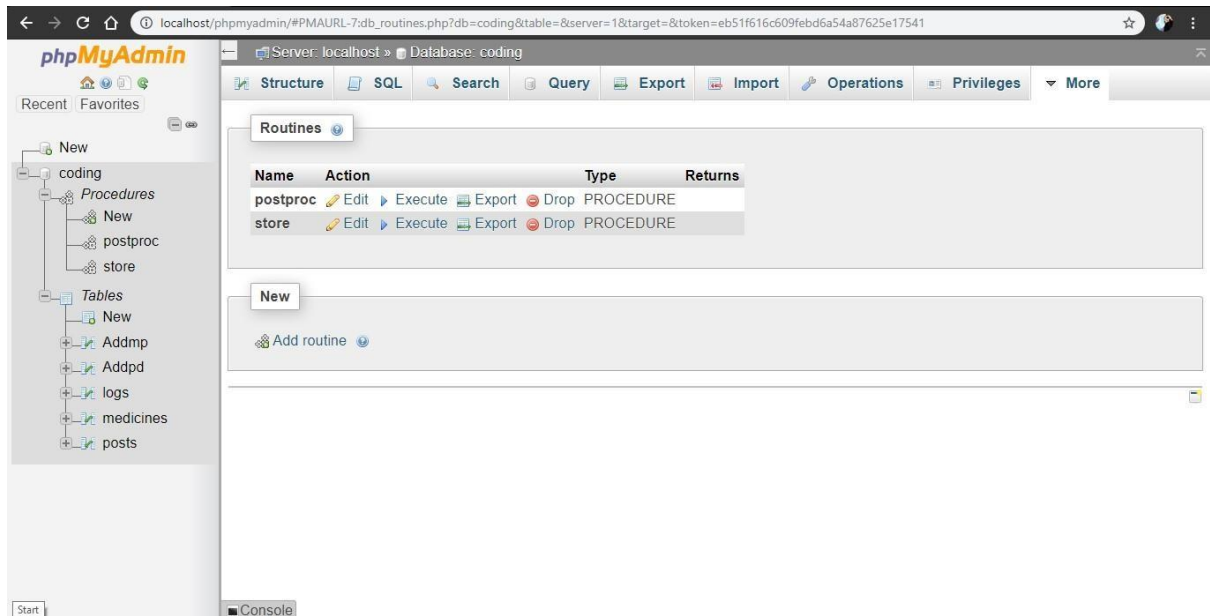 localhost/phpmyadmin/#PMAURL-7:db_routines.php?db=coding&table=&server=1&target=&token=eb51f616c609febd6a54a87625e17541
phpMyAdmin
Recent Favorites
New
coding
Procedures
New
postproc
store
Tables
New
Addmp
Addpd
logs
medicines
posts
Server: localhost » Database: coding
Structure SQL Search Query Export Import Operations Privileges More
Routines
Name Action Type Returns
postproc Edit Execute Export Drop PROCEDURE
store Edit Execute Export Drop PROCEDURE
New
Add routine
Start
Console